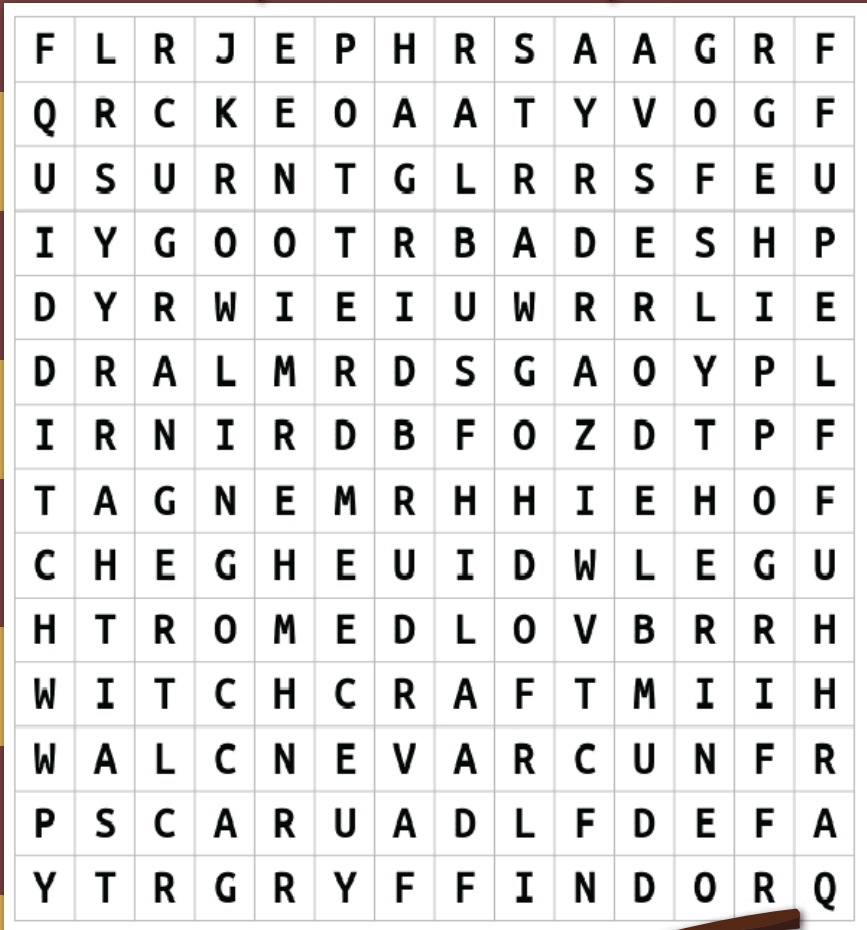 F L R J E P H R S A A G R F
Q R C K E O A A T Y V O G F
U S U R N T G L R R S F E U
I Y G O O T R B A D E S H P
D Y R W I E I U W R R L I E
D R A L M R D S G A O Y P L
I R N I R D B F O Z D T P F
T A G N E M R H H I E H O F
C H E G H E U I D W L E G U
H T R O M E D L O V B R R H
W I T C H C R A F T M I I H
W A L C N E V A R C U N F R
P S C A R U A D L F D E F A
Y T R G R Y F F I N D O R Q